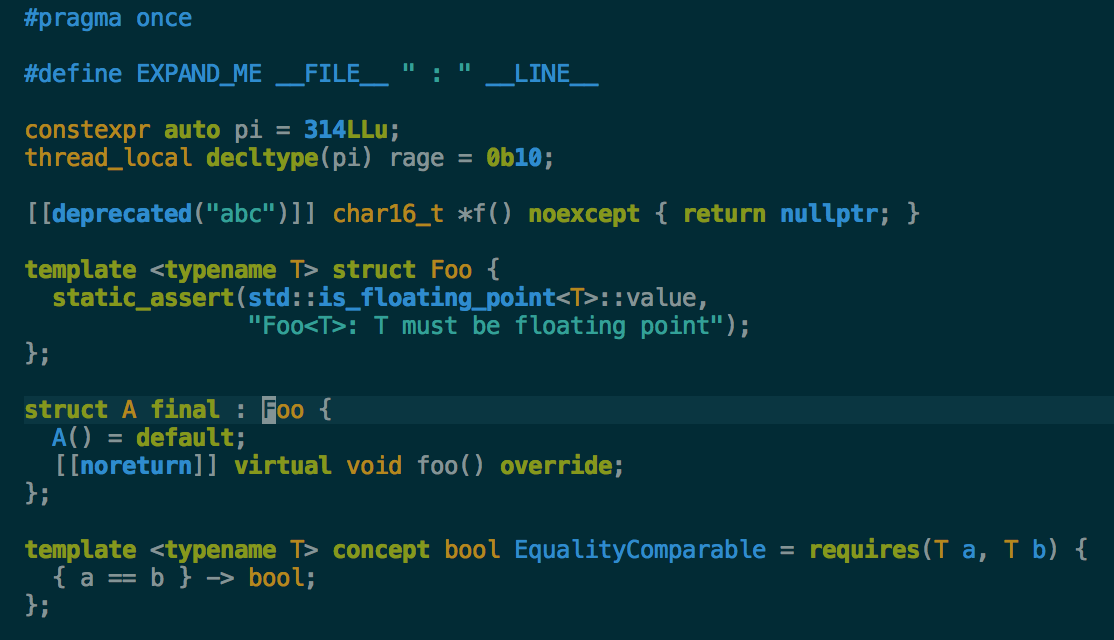 #pragma once
#define EXPAND_ME __FILE__ " : " __LINE__
constexpr auto pi = 314LLu;
thread_local decltype(pi) rage = 0b10;
[[deprecated("abc")]] char16_t *f() noexcept { return nullptr; }
template <typename T> struct Foo {
  static_assert(std::is_floating_point<T>::value,
                "Foo<T>: T must be floating point");
};
struct A final : Foo {
  A() = default;
  [[noreturn]] virtual void foo() override;
};
template <typename T> concept bool EqualityComparable = requires(T a, T b) {
  { a == b } -> bool;
};